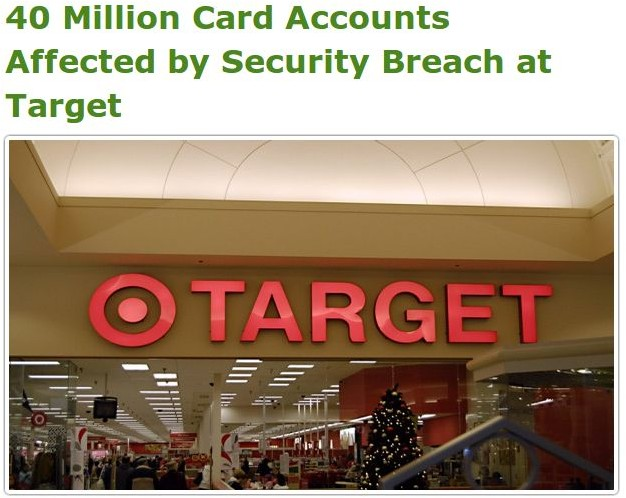 40 Million Card Accounts
Affected by Security Breach at
Target
TARGET